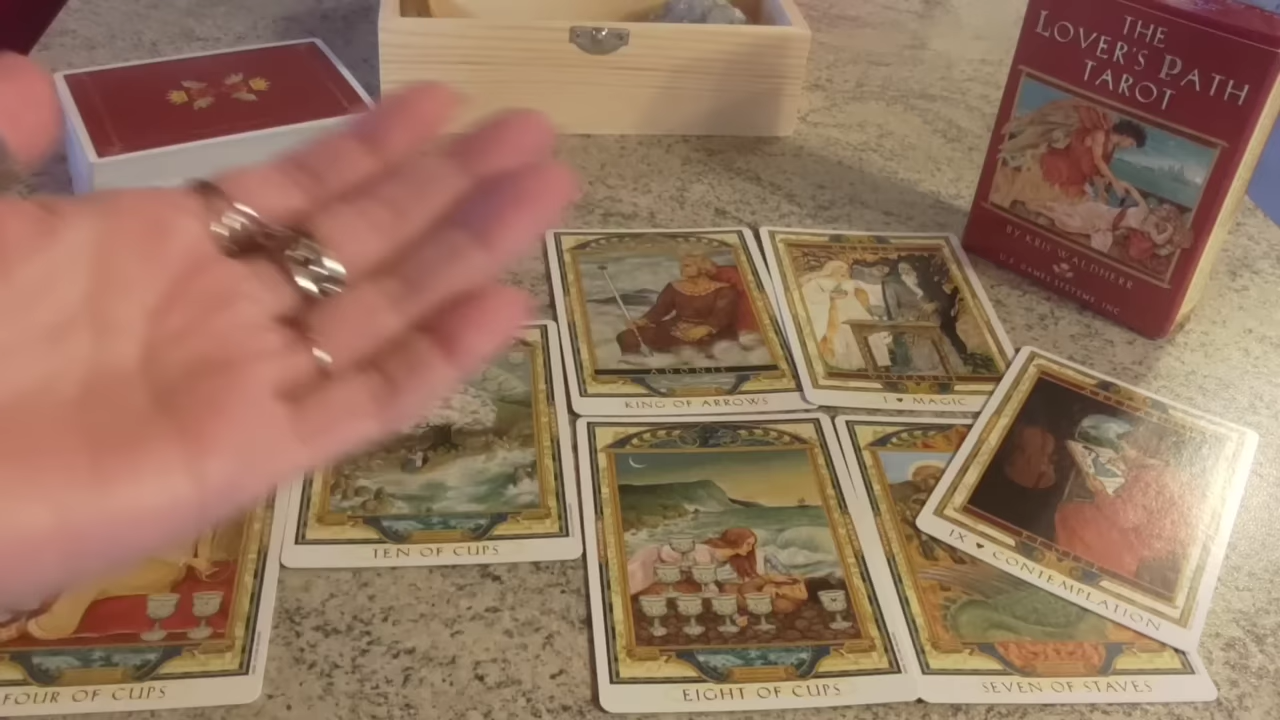 THE
LOVER'S PATH
TAROT
BY KRIS WALDHERR
U.S. GAMES SYSTEMS, INC.
ADONIS
KING OF ARROWS
I ♥ MAGIC
TEN OF CUPS
IX ♥ CONTEMPLATION
FOUR OF CUPS
EIGHT OF CUPS
SEVEN OF STAVES